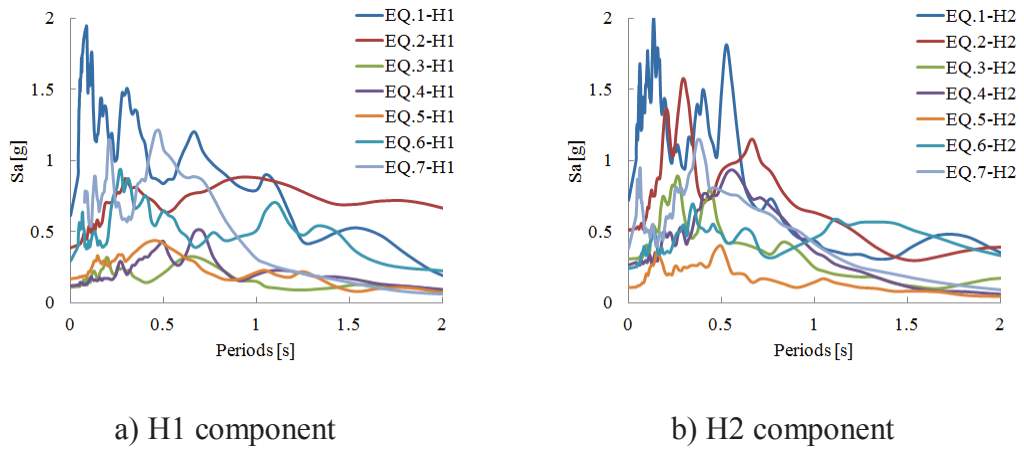 2
1.5
1
0.5
0
Sa [g]
0 0.5 1 1.5 2
Periods [s]
EQ.1-H1
EQ.2-H1
EQ.3-H1
EQ.4-H1
EQ.5-H1
EQ.6-H1
EQ.7-H1
a) H1 component
2
1.5
1
0.5
0
Sa [g]
0 0.5 1 1.5 2
Periods [s]
EQ.1-H2
EQ.2-H2
EQ.3-H2
EQ.4-H2
EQ.5-H2
EQ.6-H2
EQ.7-H2
b) H2 component